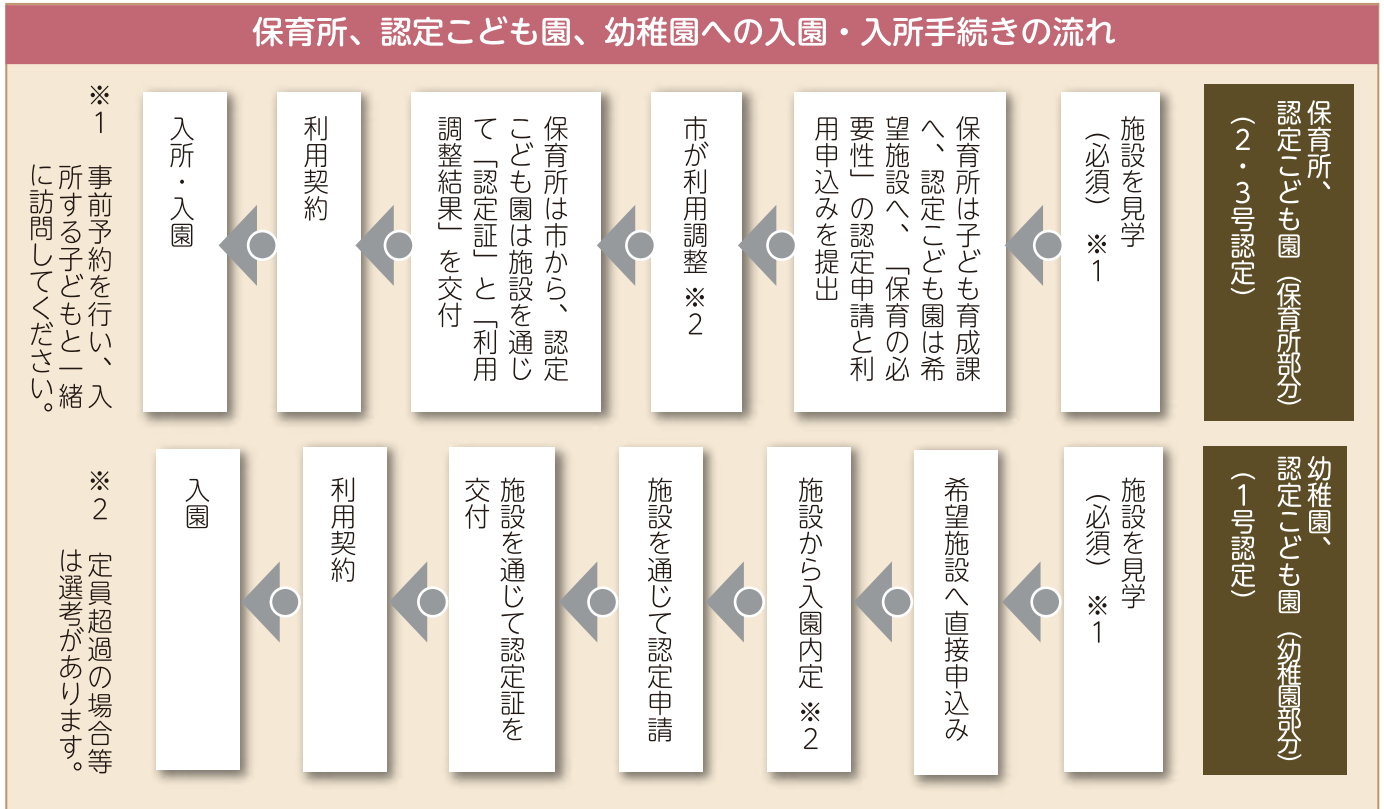 保育所、認定こども園、幼稚園への入園・入所手続きの流れ
保育所、
認定こども園（保育所部分）
（2・3号認定）
施設を見学
（必須）　※1
保育所は子ども育成課
へ、認定こども園は希
望施設へ、「保育の必
要性」の認定申請と利
用申込みを提出
市が利用調整 ※2
保育所は市から、認定
こども園は施設を通じ
て「認定証」と「利用
調整結果」を交付
利用契約
入所・入園
幼稚園、
認定こども園（幼稚園部分）
（1号認定）
施設を見学
（必須）　※1
希望施設へ直接申込み
施設から入園内定 ※2
施設を通じて認定申請
施設を通じて認定証を
交付
利用契約
入園
※1　事前予約を行い、入
所する子どもと一緒
に訪問してください。
※2　定員超過の場合等
は選考があります。